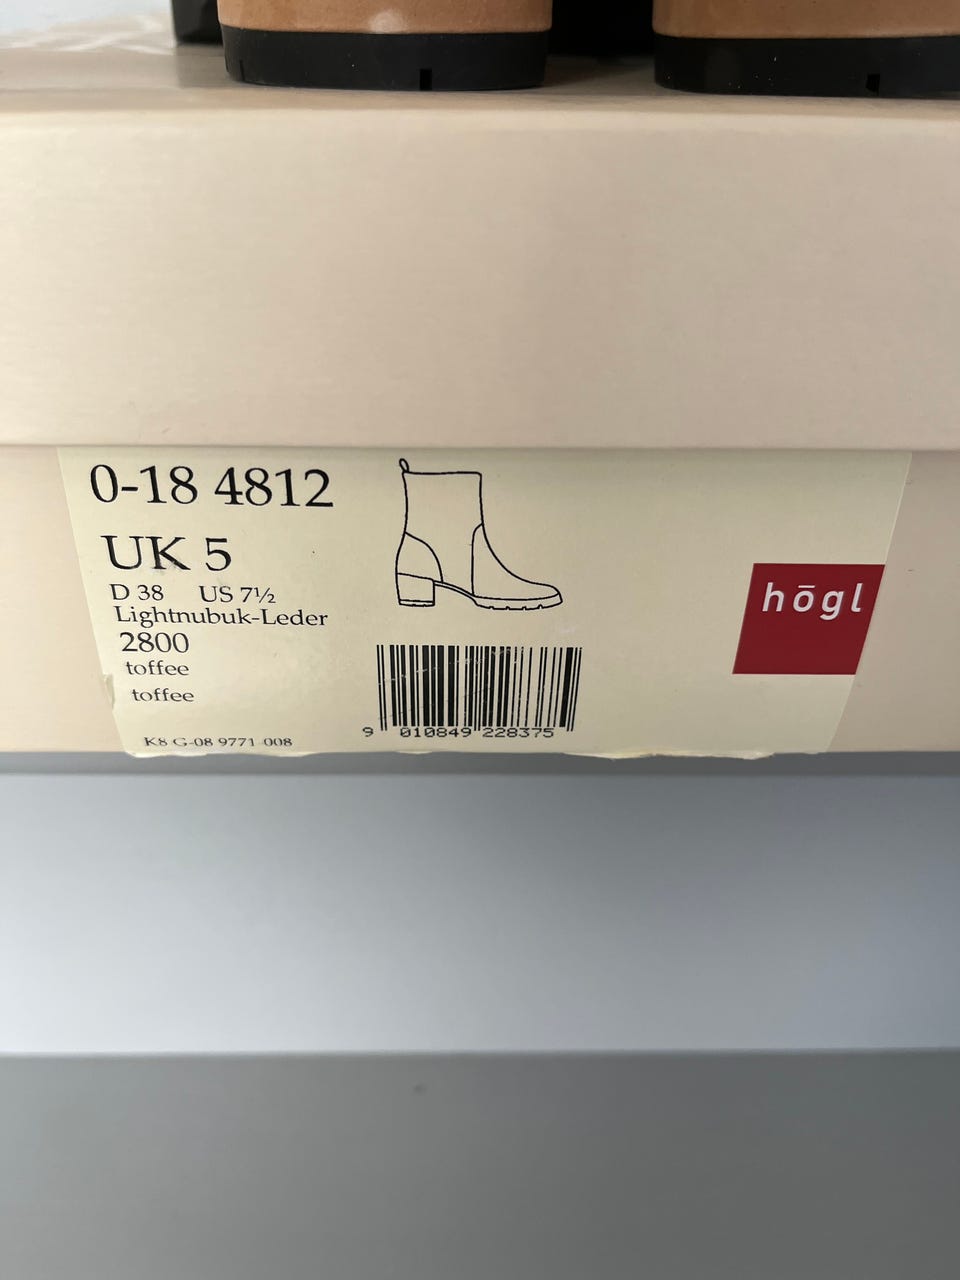 0-18 4812
UK 5
D 38 US 7½
Lightnubuk-Leder
2800
toffee
toffee
K8 G-08 9771 008
9 010849 228375
högl